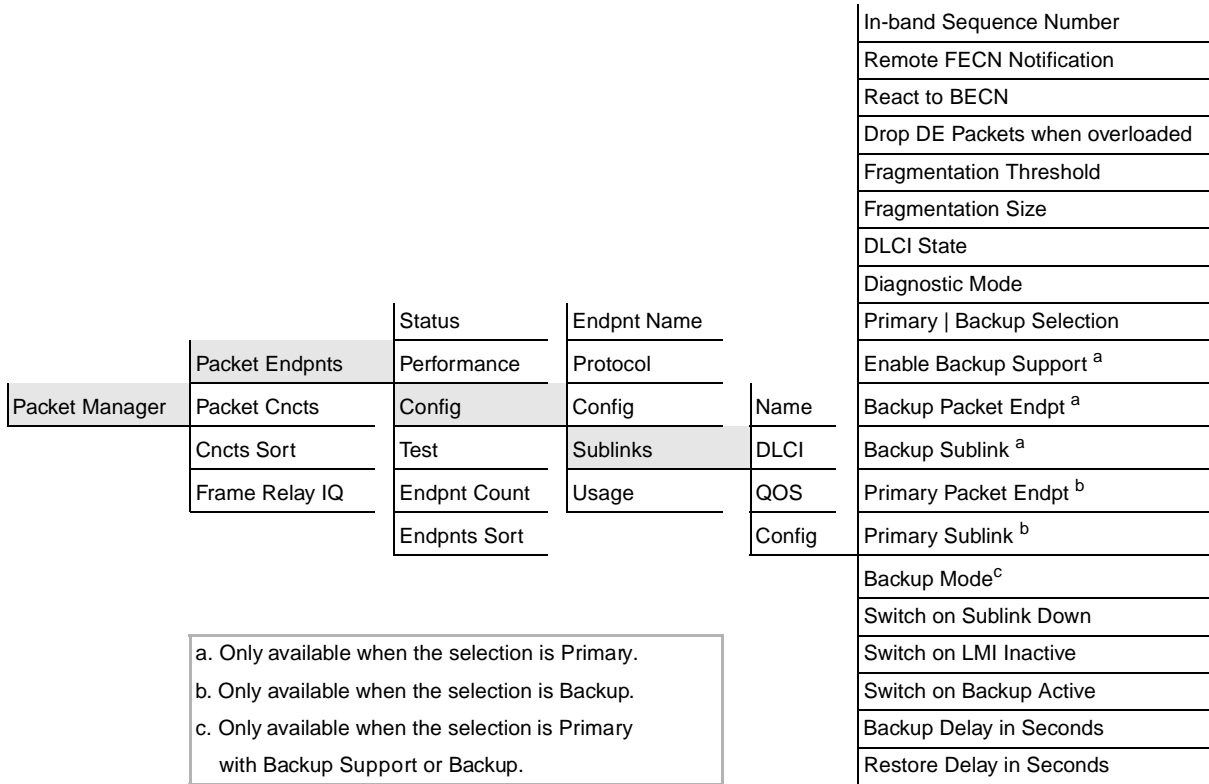 In-band Sequence Number
Remote FECN Notification
React to BECN
Drop DE Packets when overloaded
Fragmentation Threshold
Fragmentation Size
DLCI State
Diagnostic Mode
Status
Endpnt Name
Primary | Backup Selection
Packet Endpnts
Performance
Protocol
Enable Backup Support a
Packet Manager
Packet Cncts
Config
Config
Name
Backup Packet Endpt a
Cncts Sort
Test
Sublinks
DLCI
Backup Sublink a
Frame Relay IQ
Endpnt Count
Usage
QOS
Primary Packet Endpt b
Endpnts Sort
Config
Primary Sublink b
Backup Modec
Switch on Sublink Down
Switch on LMI Inactive
Switch on Backup Active
Backup Delay in Seconds
Restore Delay in Seconds
a. Only available when the selection is Primary.
b. Only available when the selection is Backup.
c. Only available when the selection is Primary
with Backup Support or Backup.